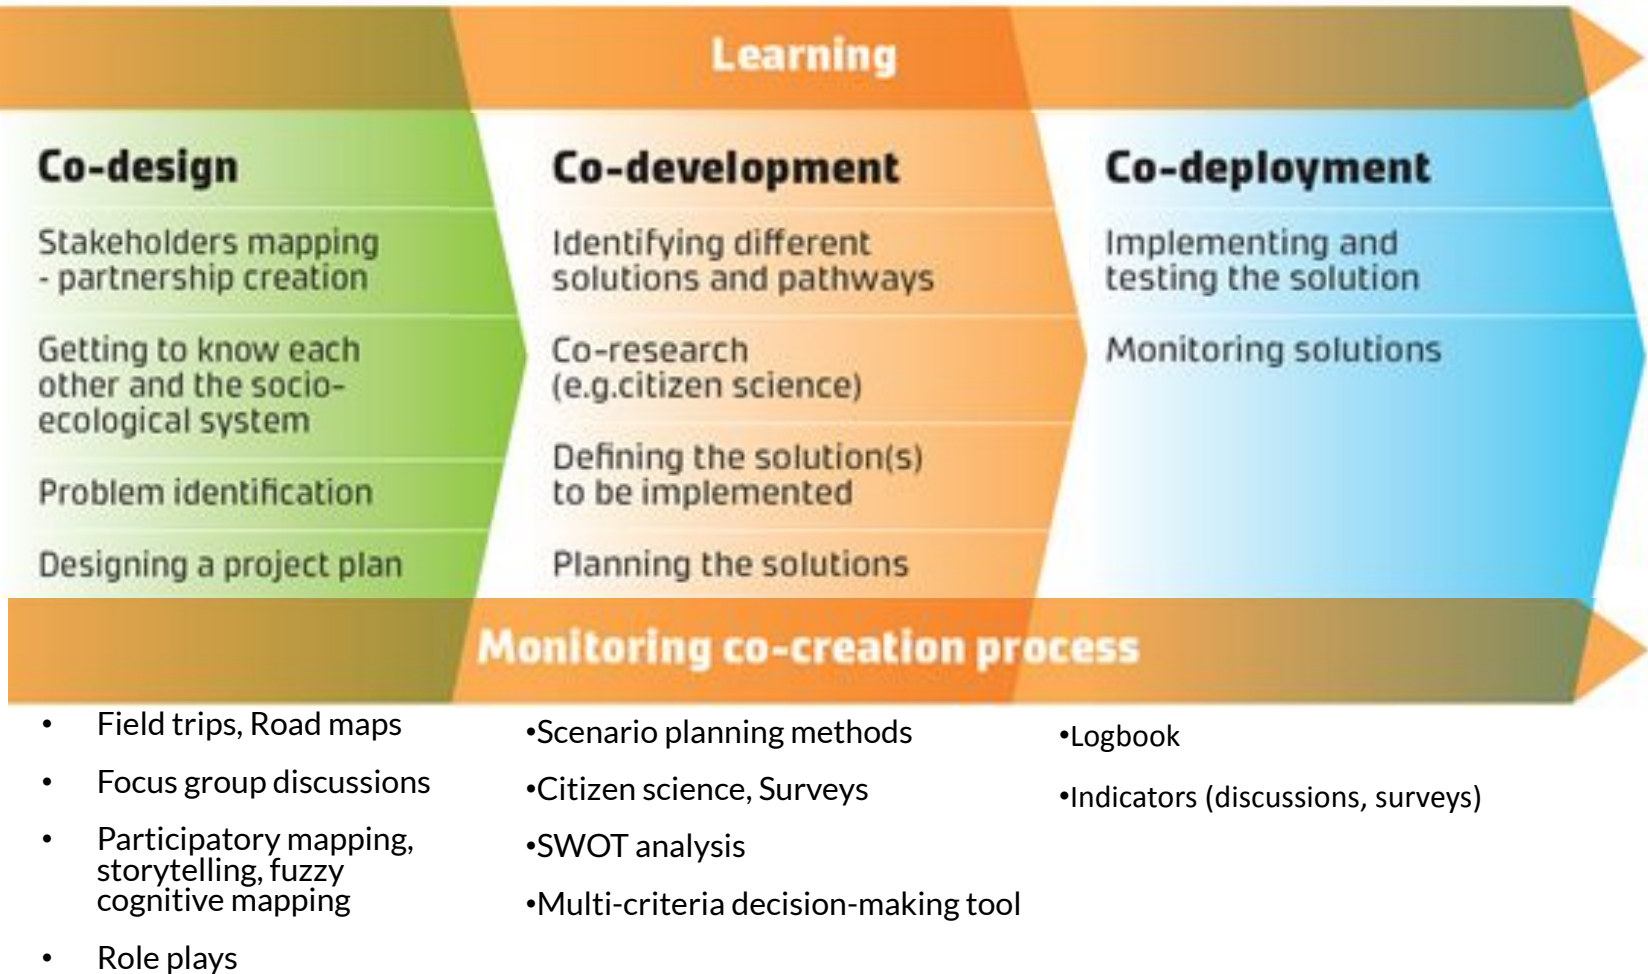 Learning
Co-design
Stakeholders mapping
- partnership creation
Getting to know each
other and the socio-
ecological system
Problem identification
Designing a project plan
Co-development
Identifying different
solutions and pathways
Co-research
(e.g.citizen science)
Defining the solution(s)
to be implemented
Planning the solutions
Co-deployment
Implementing and
testing the solution
Monitoring solutions
Monitoring co-creation process
• Field trips, Road maps
• Focus group discussions
• Participatory mapping,
storytelling, fuzzy
cognitive mapping
• Role plays
•Scenario planning methods
•Citizen science, Surveys
•SWOT analysis
•Multi-criteria decision-making tool
•Logbook
•Indicators (discussions, surveys)